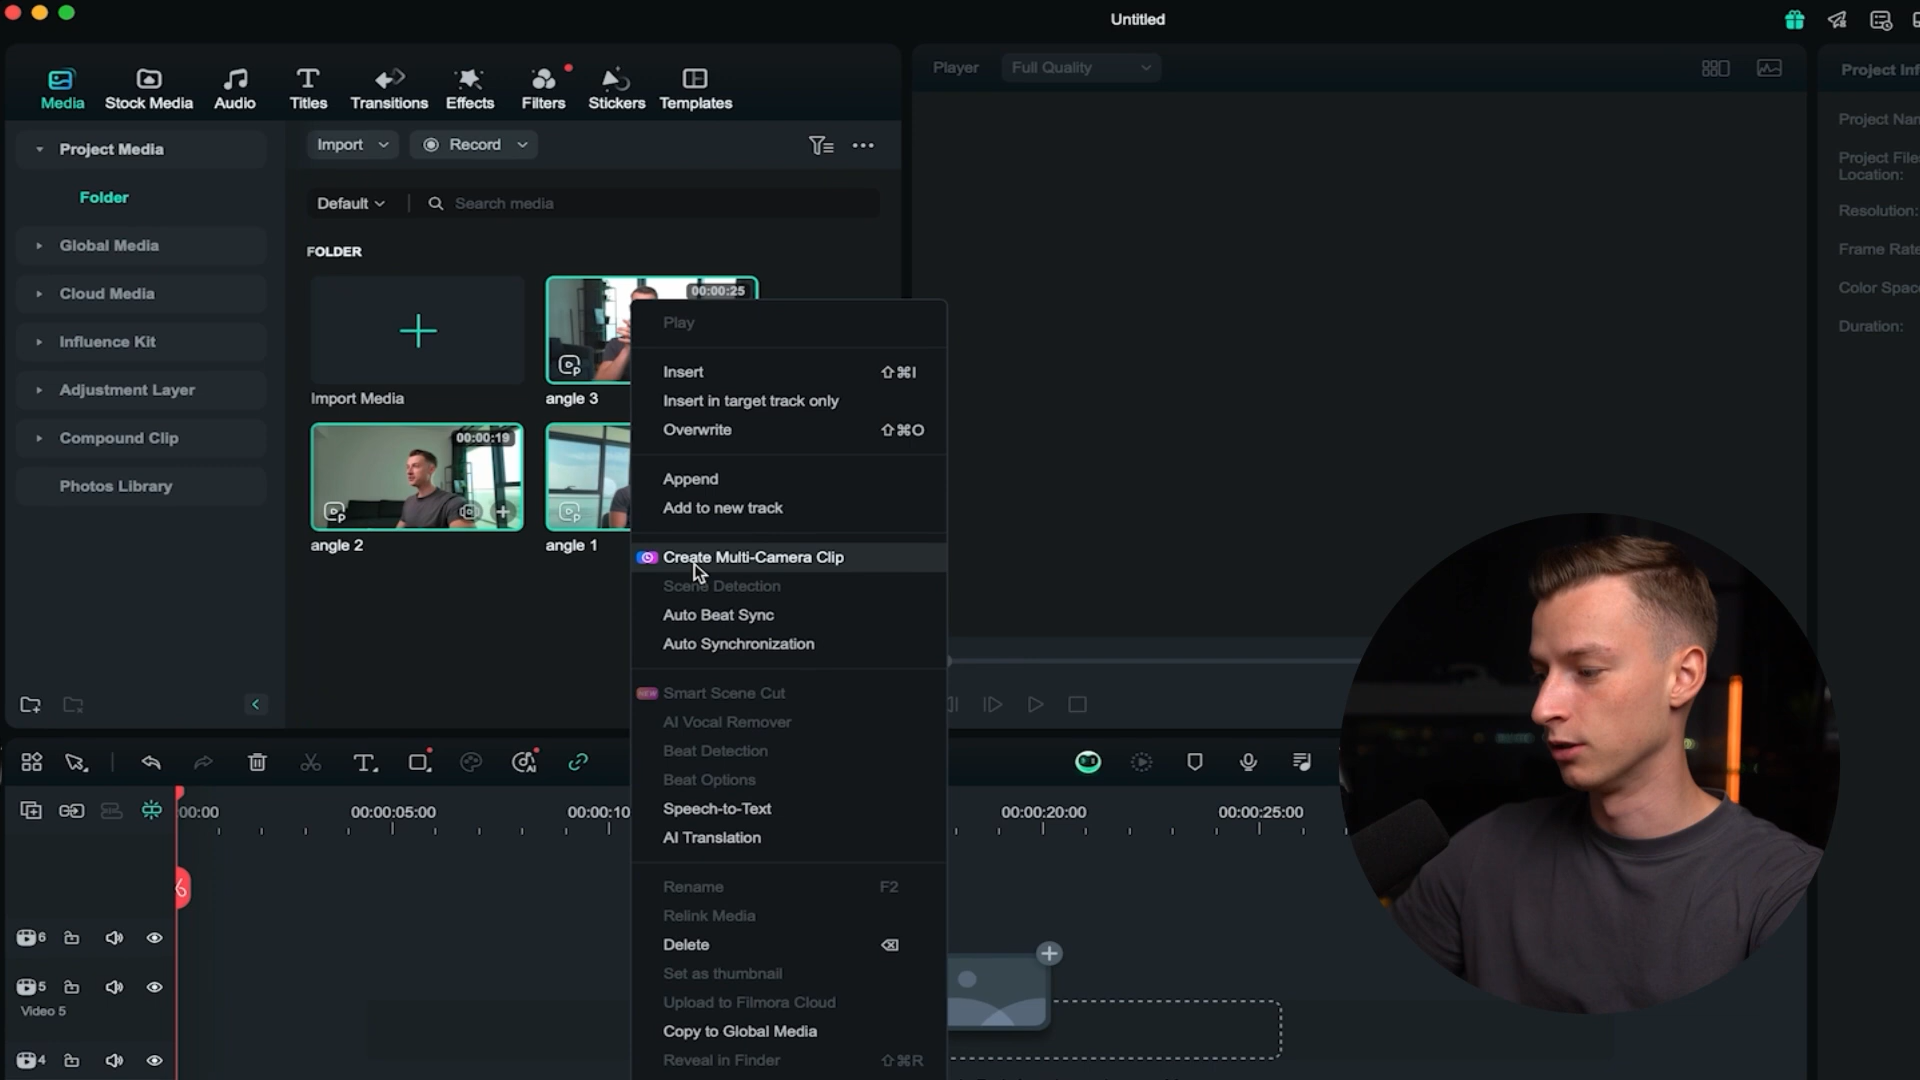 Untitled
Media
Stock Media
Audio
Titles
Transitions
Effects
Filters
Stickers
Templates
Player
Full Quality
Project Media
Folder
Global Media
Cloud Media
Influence Kit
Adjustment Layer
Compound Clip
Photos Library
Import
Record
Default
Search media
FOLDER
Import Media
00:00:25
angle 3
00:00:19
angle 2
angle 1
Play
Insert ⇧⌘I
Insert in target track only
Overwrite ⇧⌘O
Append
Add to new track
Create Multi-Camera Clip
Scene Detection
Auto Beat Sync
Auto Synchronization
NEW Smart Scene Cut
AI Vocal Remover
Beat Detection
Beat Options
Speech-to-Text
AI Translation
Rename F2
Relink Media
Delete
Set as thumbnail
Upload to Filmora Cloud
Copy to Global Media
Reveal in Finder ⇧⌘R
Project
Project
Location:
Resolution:
Frame
Color
Duration:
AI
:00:00
00:00:05:00
00:00:10
00:00:20:00
00:00:25:00
6
5
Video 5
4